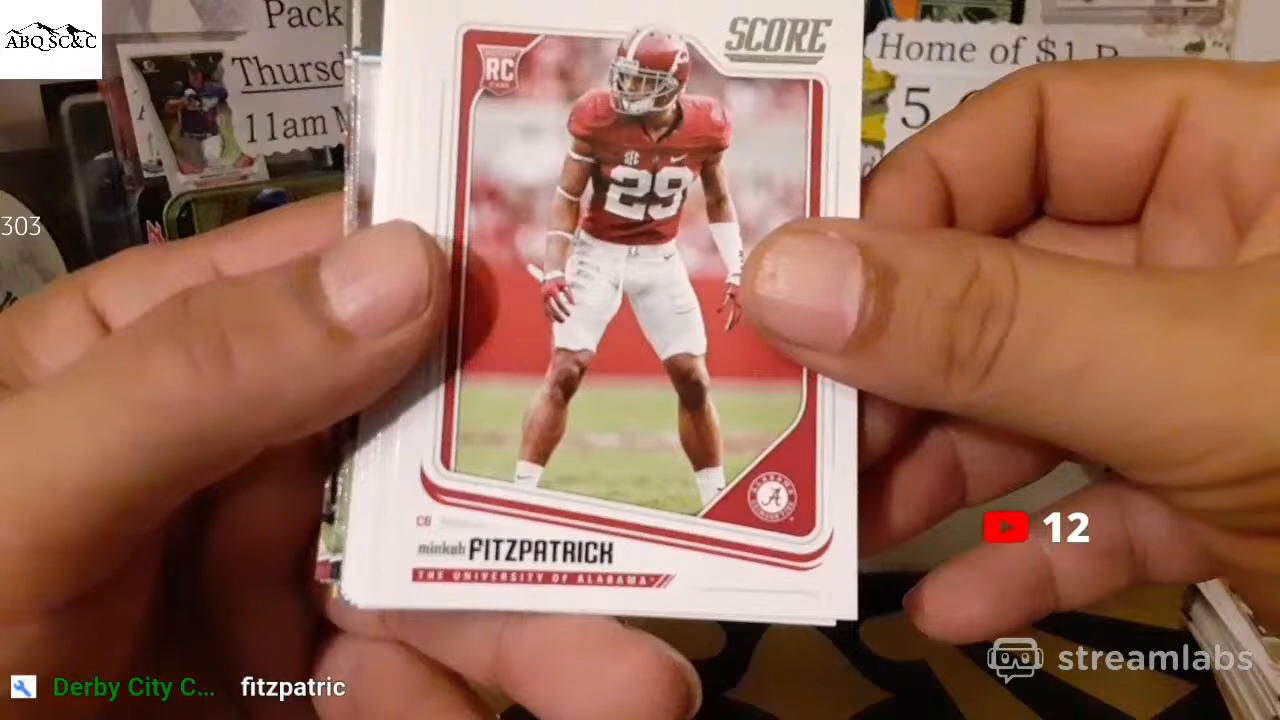 ABQ SC&C
Pack
Thursd
11am
Home of $1
5
303
SCORE
RC
29
CB
minkah FITZPATRICK
THE UNIVERSITY OF ALABAMA
ALABAMA
A
12
streamlabs
Derby City C... fitzpatric